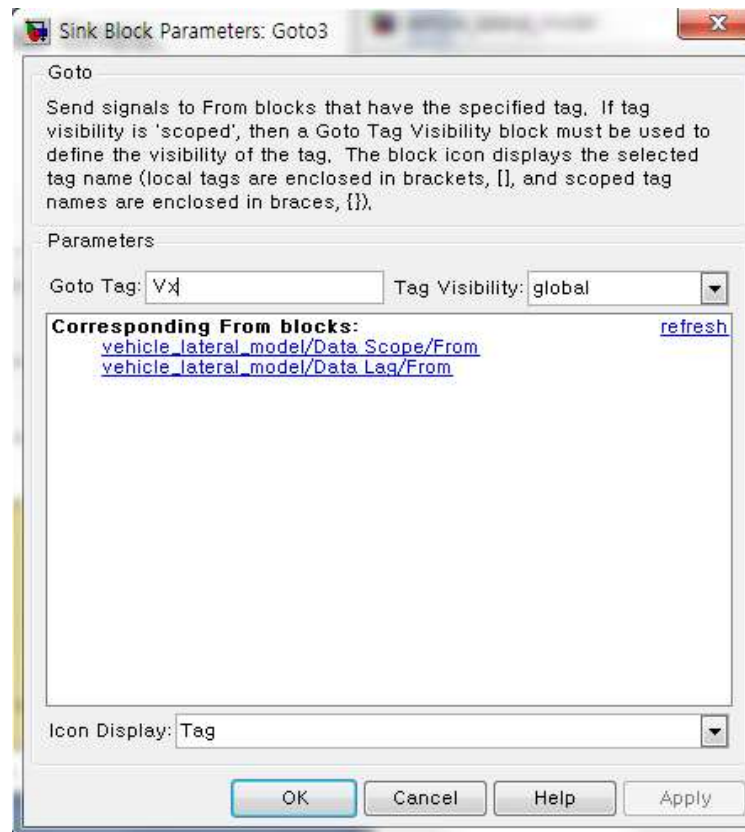 Sink Block Parameters: Goto3
Goto
Send signals to From blocks that have the specified tag. If tag
visibility is 'scoped', then a Goto Tag Visibility block must be used to
define the visibility of the tag. The block icon displays the selected
tag name (local tags are enclosed in brackets, [], and scoped tag
names are enclosed in braces, {}).
Parameters
Goto Tag: Vx Tag Visibility: global
Corresponding From blocks: refresh
vehicle_lateral_model/Data Scope/From
vehicle_lateral_model/Data Lag/From
Icon Display: Tag
OK Cancel Help Apply